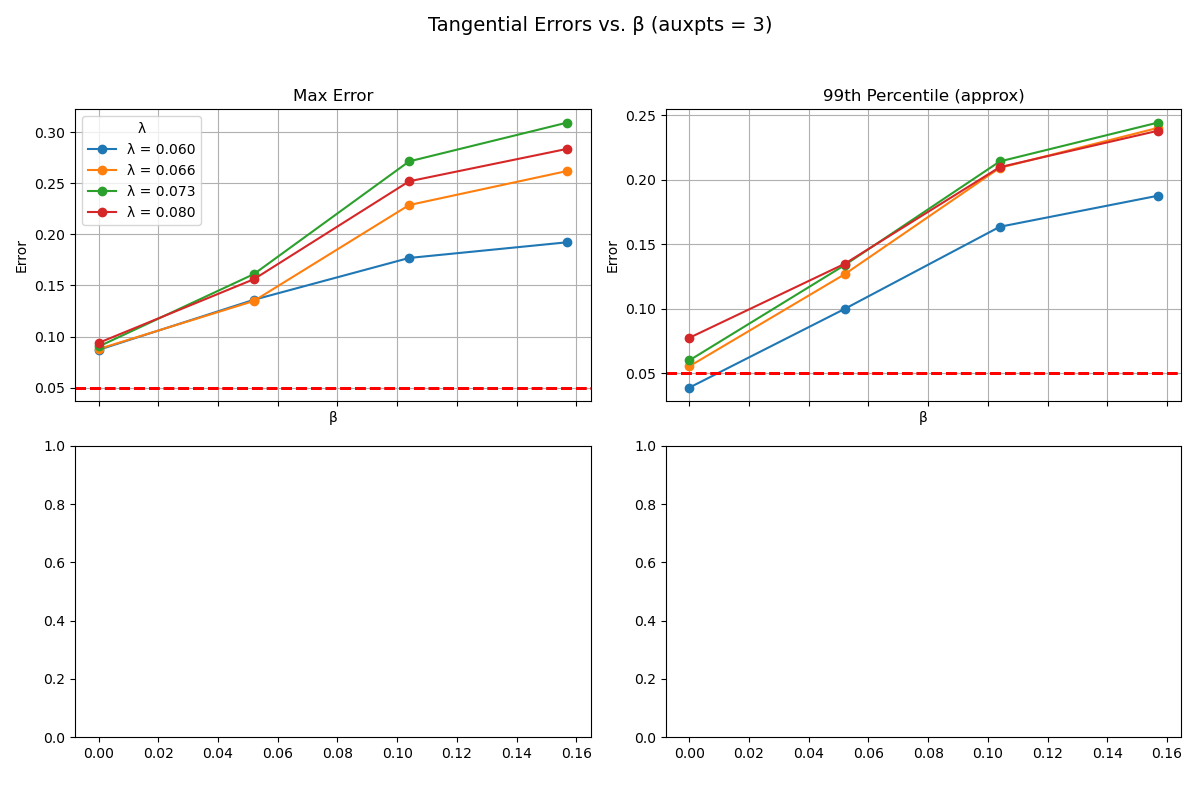 Tangential Errors vs. β (auxpts = 3)
Max Error
0.30
0.25
0.20
0.15
0.10
0.05
Error
λ
λ = 0.060
λ = 0.066
λ = 0.073
λ = 0.080
β
99th Percentile (approx)
0.25
0.20
0.15
0.10
0.05
Error
β
1.0
0.8
0.6
0.4
0.2
0.0
0.00 0.02 0.04 0.06 0.08 0.10 0.12 0.14 0.16
1.0
0.8
0.6
0.4
0.2
0.0
0.00 0.02 0.04 0.06 0.08 0.10 0.12 0.14 0.16